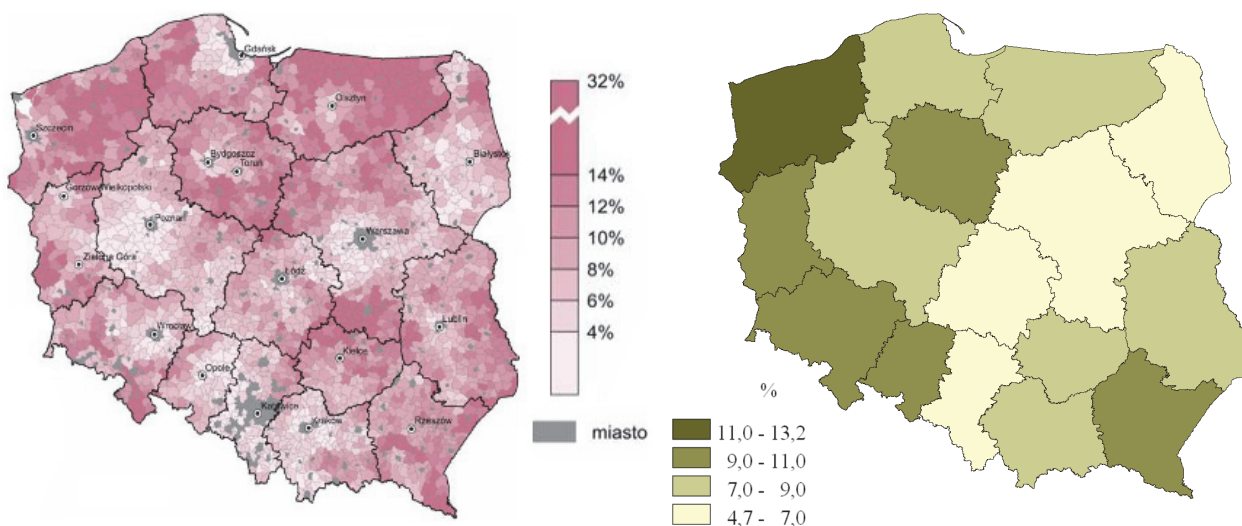 Gdańsk
Olsztyn
Szczecin
Bydgoszcz
Toruń
Białystok
Gorzów Wielkopolski
Poznań
Warszawa
Zielona Góra
Łódź
Wrocław
Lublin
Kielce
Opole
Katowice
Kraków
Rzeszów
32%
14%
12%
10%
8%
6%
4%
miasto
%
11,0 - 13,2
9,0 - 11,0
7,0 - 9,0
4,7 - 7,0